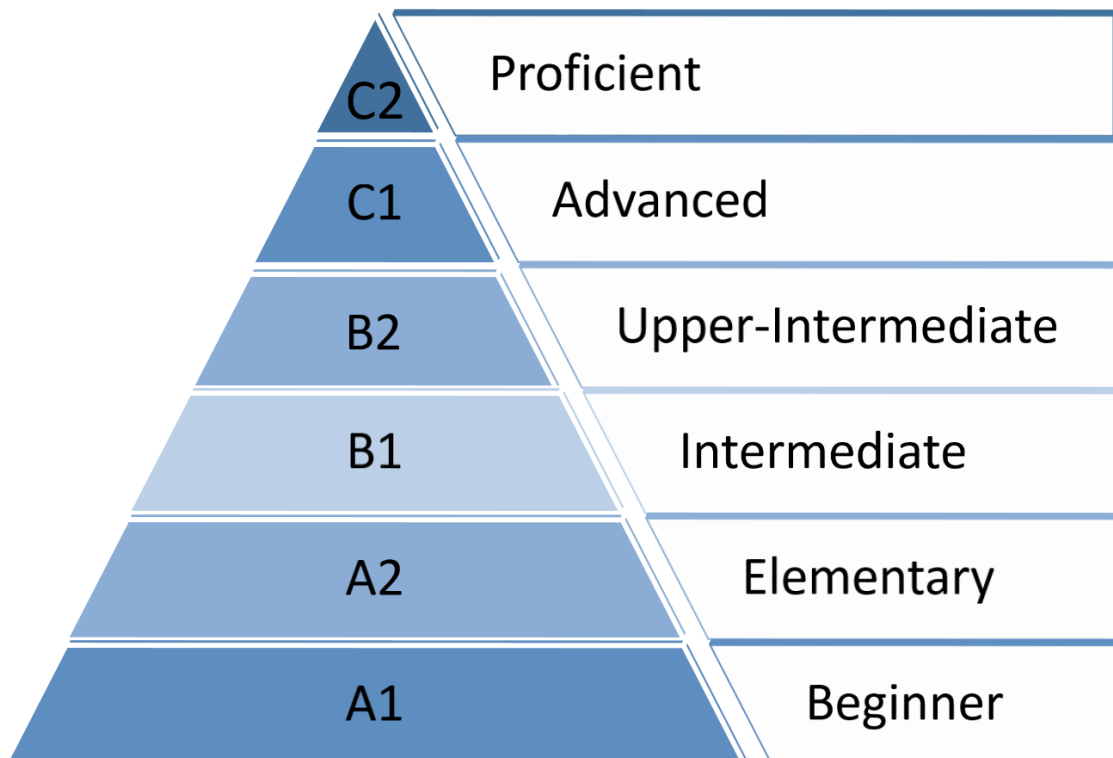 C2 Proficient
C1 Advanced
B2 Upper-Intermediate
B1 Intermediate
A2 Elementary
A1 Beginner